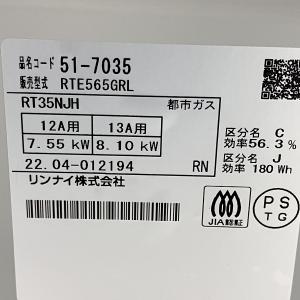 品名コード 51-7035
販売型式 RTE565GRL
RT35NJH 都市ガス
12A用 13A用
7.55 kW 8.10 kW
区分名 C
効率56.3%
区分名 J
効率 180 Wh
22.04-012194 RN
リンナイ株式会社
JIA認証
PS
TG